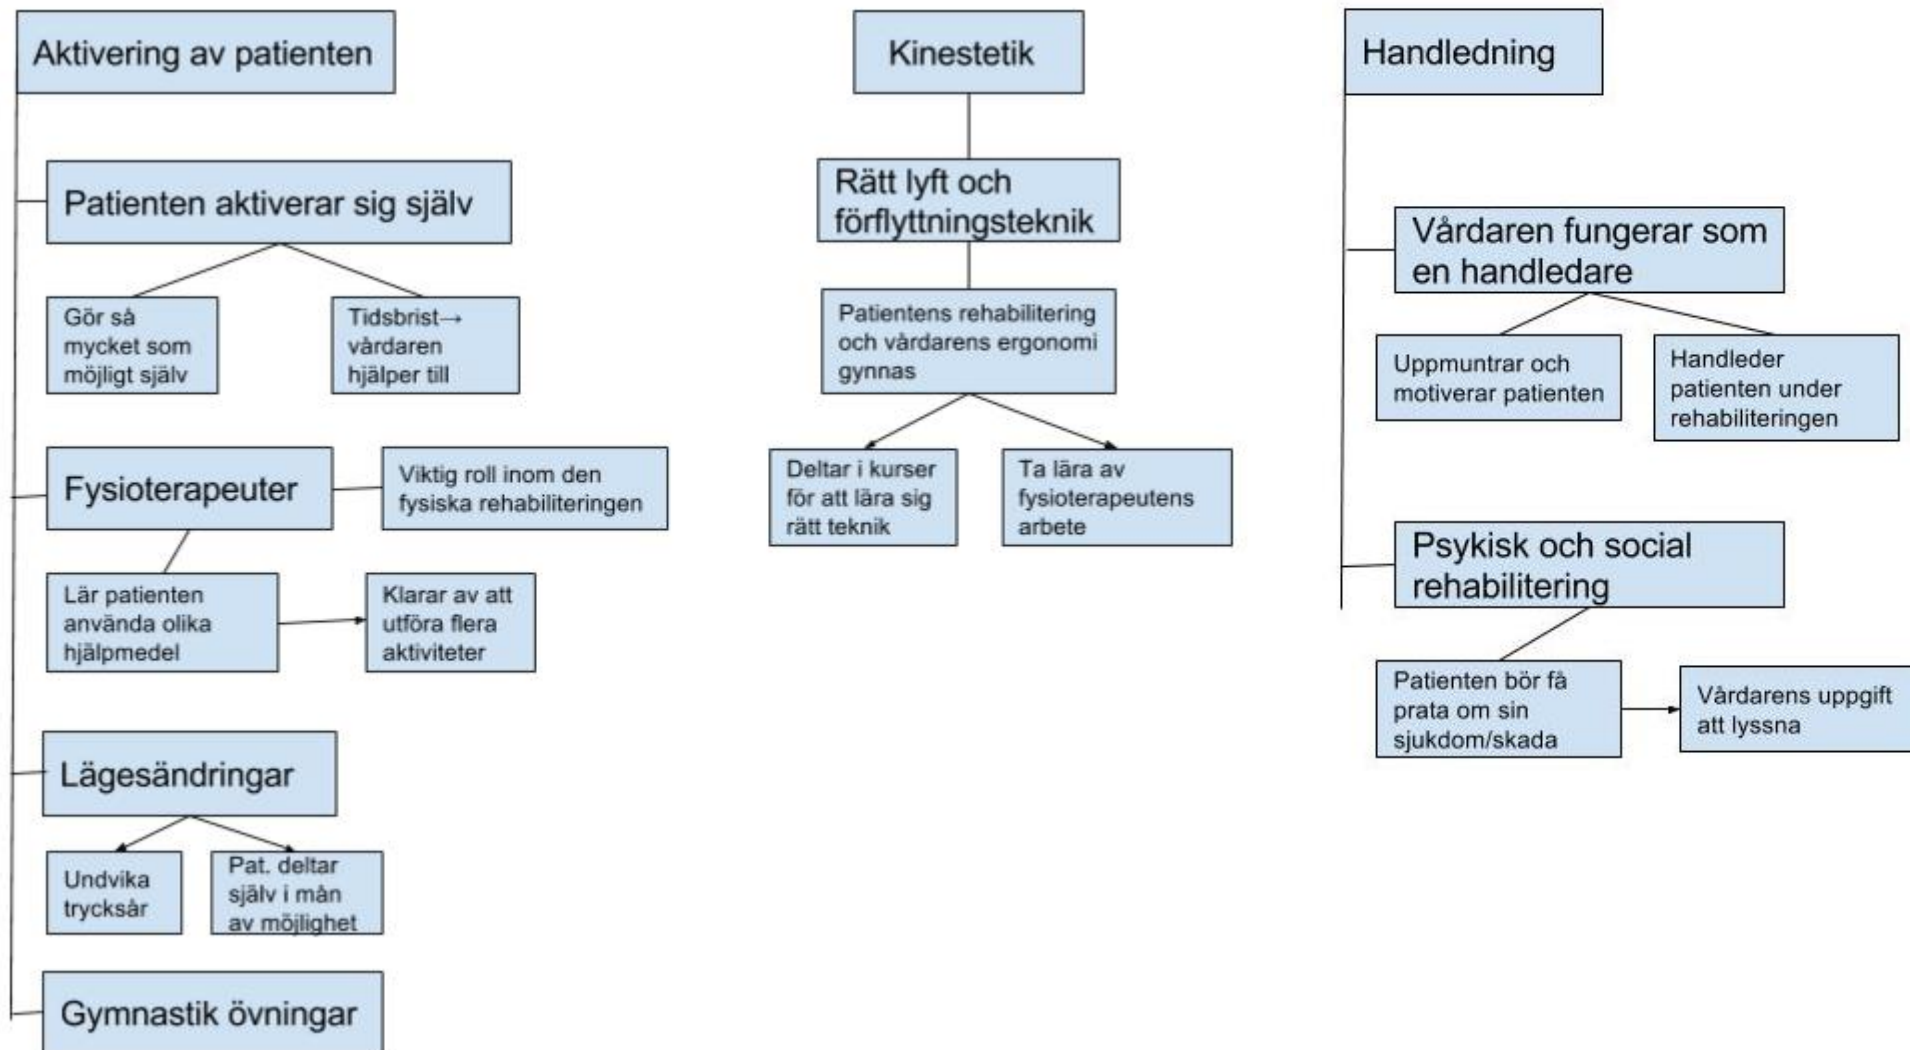 Aktivering av patienten
Patienten aktiverar sig själv
Gör så
mycket som
möjligt själv
Tidsbrist→
vårdaren
hjälper till
Fysioterapeuter
Viktig roll inom den
fysiska rehabiliteringen
Lär patienten
använda olika
hjälpmedel
Klarar av att
utföra flera
aktiviteter
Lägesändringar
Undvika
trycksår
Pat. deltar
själv i mån
av möjlighet
Gymnastik övningar
Kinestetik
Rätt lyft och
förflyttningsteknik
Patientens rehabilitering
och vårdarens ergonomi
gynnas
Deltar i kurser
för att lära sig
rätt teknik
Ta lära av
fysioterapeutens
arbete
Handledning
Vårdaren fungerar som
en handledare
Uppmuntrar och
motiverar patienten
Handleder
patienten under
rehabiliteringen
Psykisk och social
rehabilitering
Patienten bör få
prata om sin
sjukdom/skada
Vårdarens uppgift
att lyssna